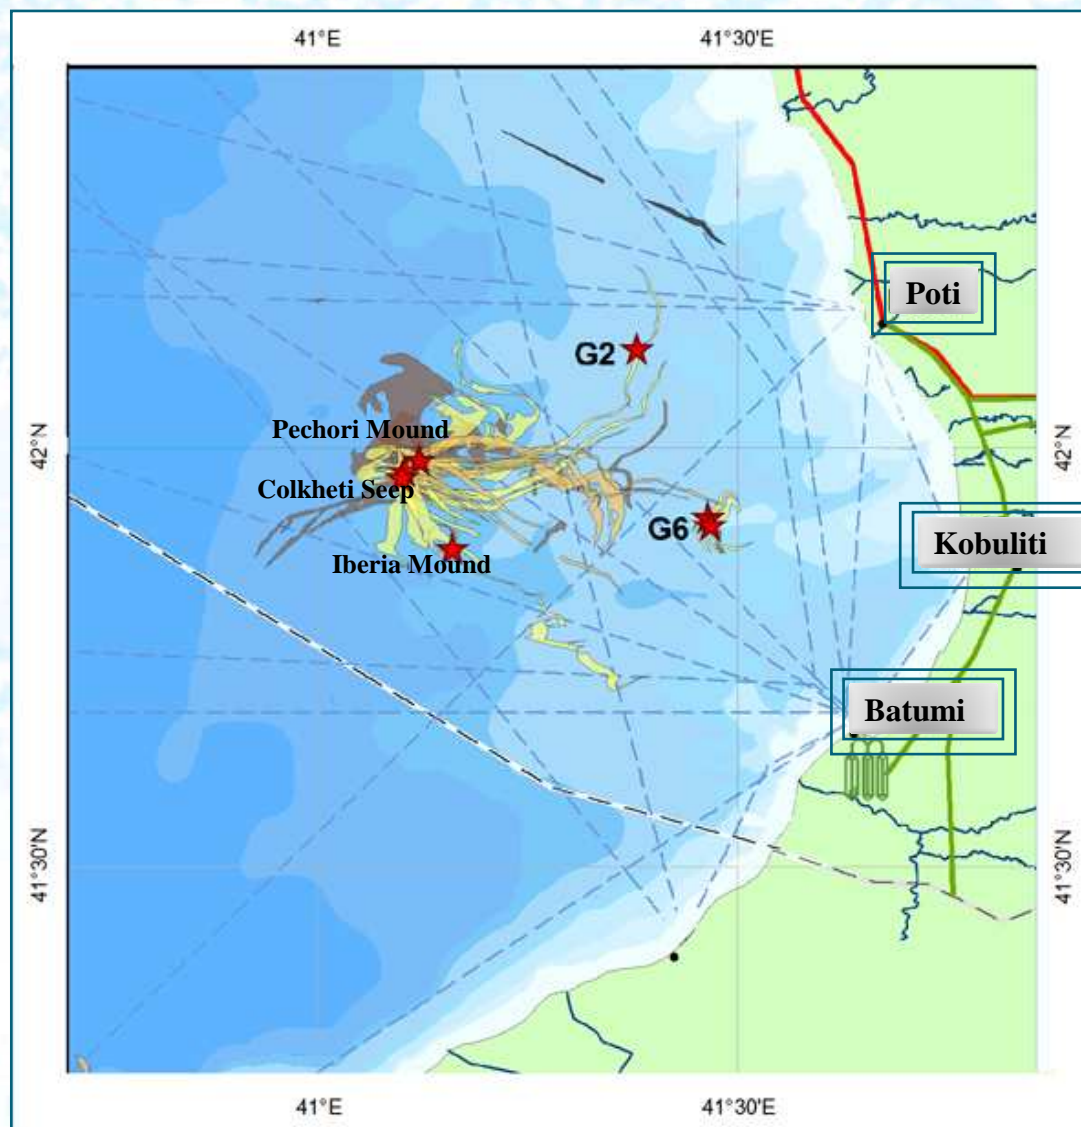 41°E
41°30'E
Poti
G2
Pechori Mound
42°N
42°N
Colkheti Seep
G6
Kobuliti
Iberia Mound
Batumi
41°30'N
41°30'N
41°E
41°30'E